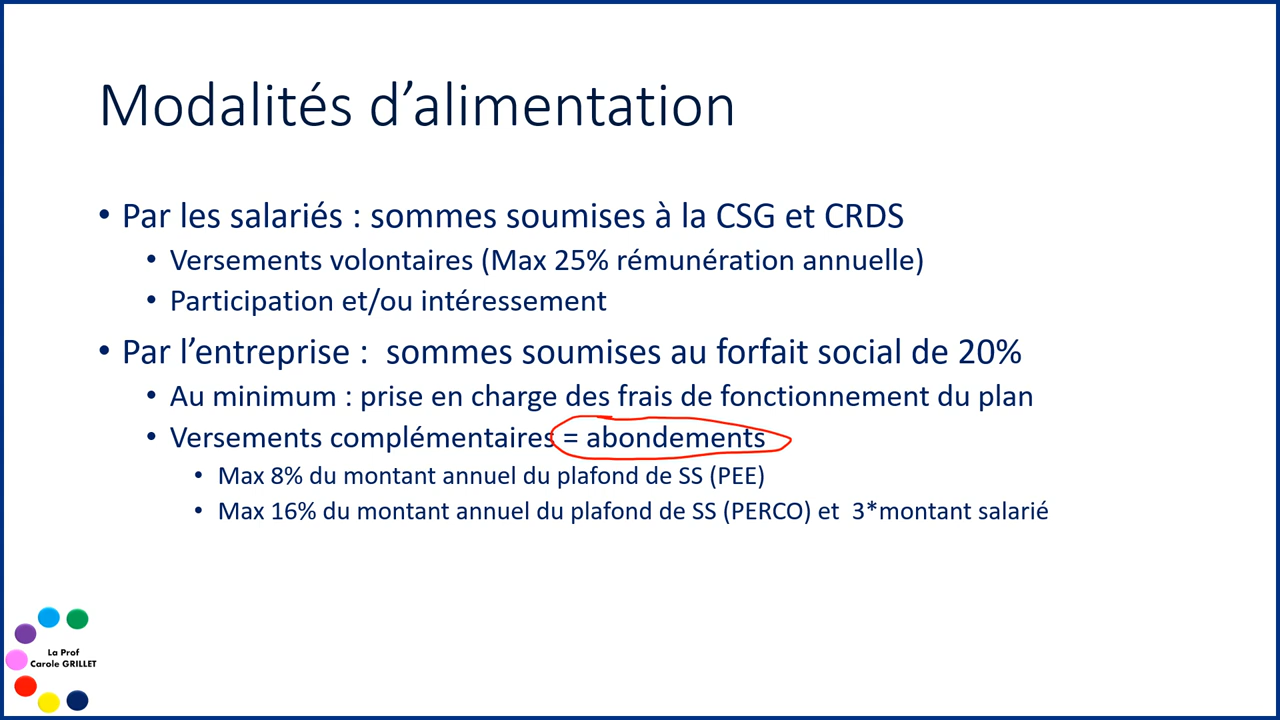 Modalités d’alimentation
• Par les salariés : sommes soumises à la CSG et CRDS
• Versements volontaires (Max 25% rémunération annuelle)
• Participation et/ou intéressement
• Par l’entreprise :  sommes soumises au forfait social de 20%
• Au minimum : prise en charge des frais de fonctionnement du plan
• Versements complémentaires = abondements
• Max 8% du montant annuel du plafond de SS (PEE)
• Max 16% du montant annuel du plafond de SS (PERCO) et  3*montant salarié
La Prof
Carole GRILLET